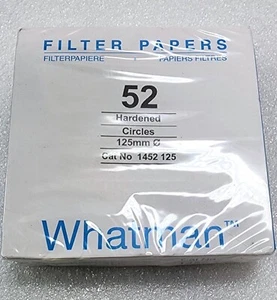 FILTER PAPERS
FILTERPAPIERE · PAPIERS FILTRES
52
Hardened
Circles
125mm Ø
Cat No 1452 125
Whatman™